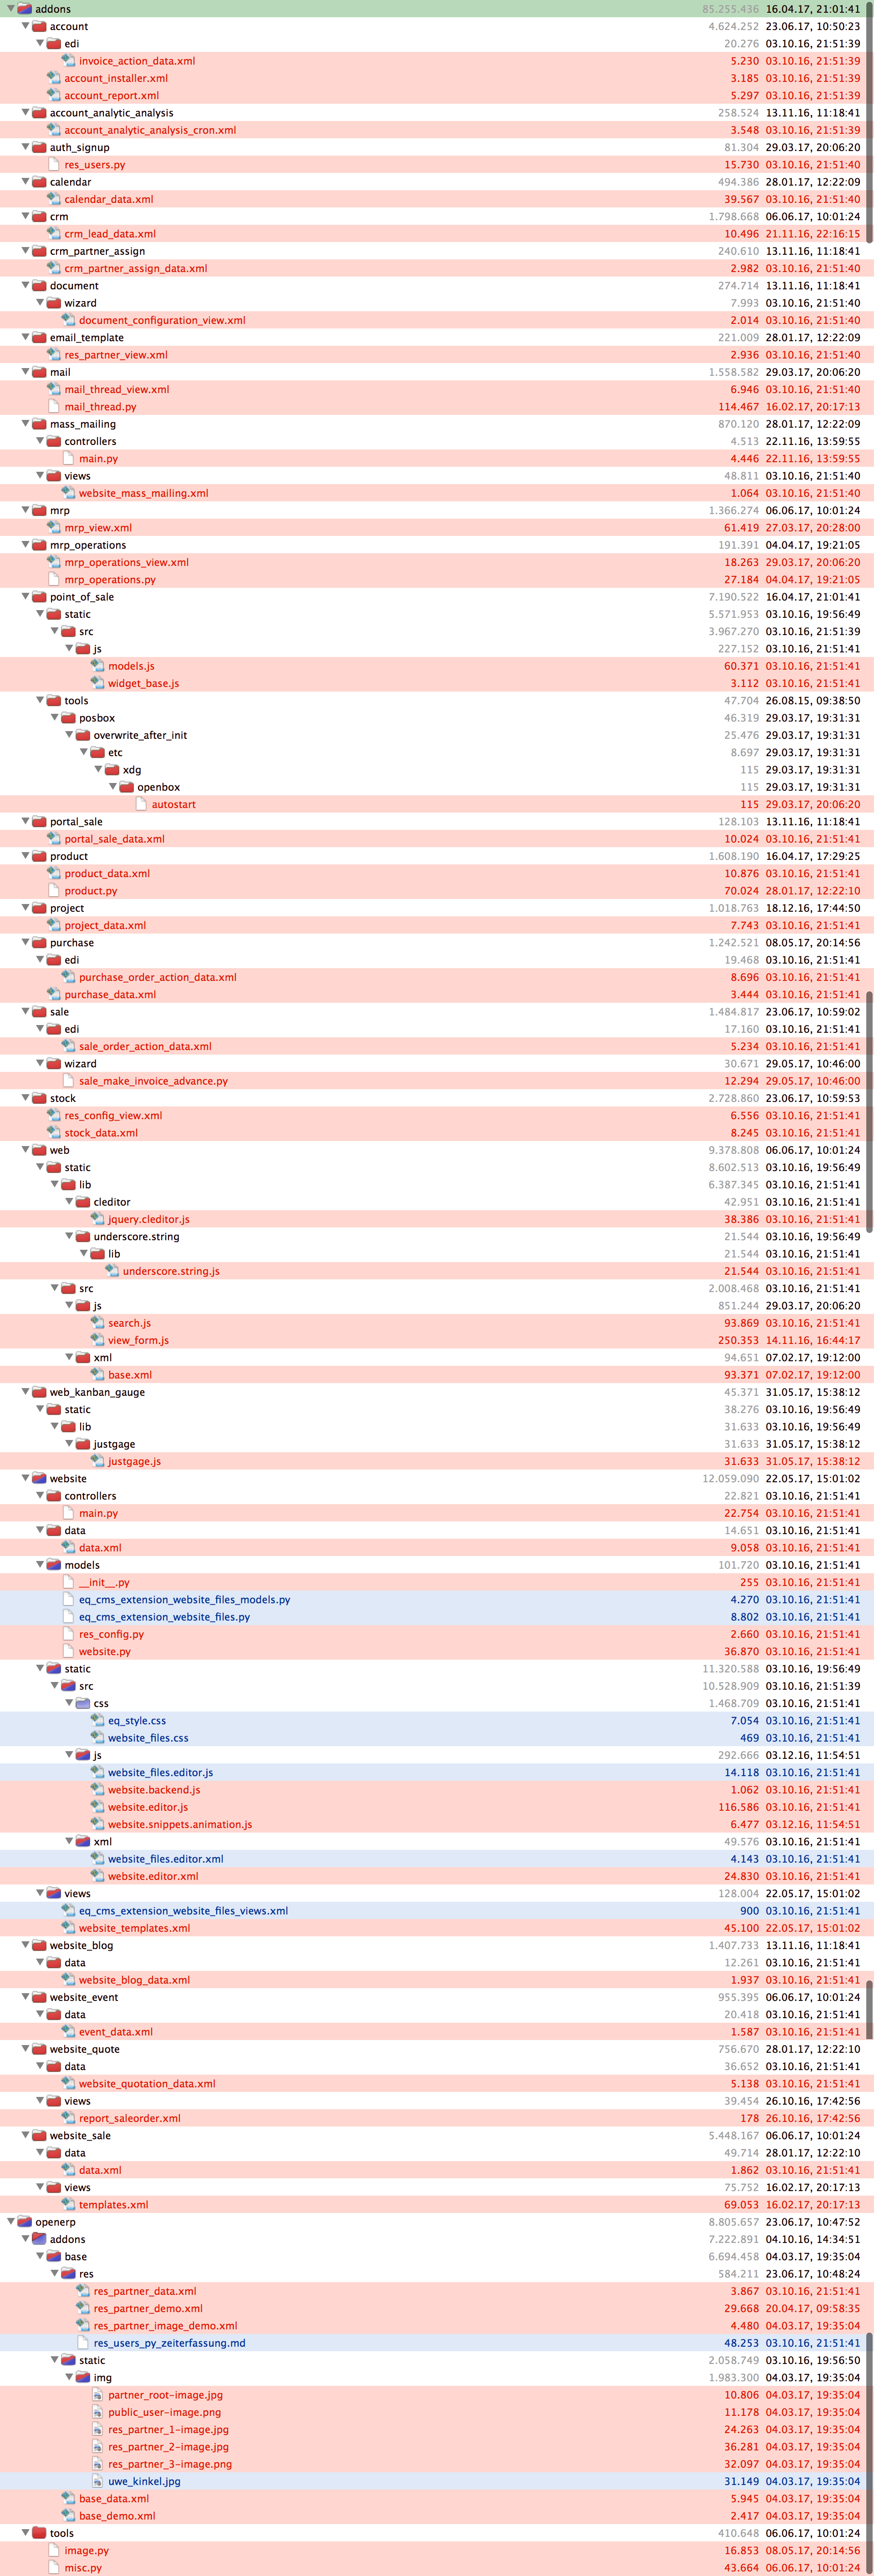 addons 85.255.436 16.04.17, 21:01:41
account 4.624.252 23.06.17, 10:50:23
edi 20.276 03.10.16, 21:51:39
invoice_action_data.xml 5.230 03.10.16, 21:51:39
account_installer.xml 3.185 03.10.16, 21:51:39
account_report.xml 5.297 03.10.16, 21:51:39
account_analytic_analysis 258.524 13.11.16, 11:18:41
account_analytic_analysis_cron.xml 3.548 03.10.16, 21:51:39
auth_signup 81.304 29.03.17, 20:06:20
res_users.py 15.730 03.10.16, 21:51:40
calendar 494.386 28.01.17, 12:22:09
calendar_data.xml 39.567 03.10.16, 21:51:40
crm 1.798.668 06.06.17, 10:01:24
crm_lead_data.xml 10.496 21.11.16, 22:16:15
crm_partner_assign 240.610 13.11.16, 11:18:41
crm_partner_assign_data.xml 2.982 03.10.16, 21:51:40
document 274.714 13.11.16, 11:18:41
wizard 7.993 03.10.16, 21:51:40
document_configuration_view.xml 2.014 03.10.16, 21:51:40
email_template 221.009 28.01.17, 12:22:09
res_partner_view.xml 2.936 03.10.16, 21:51:40
mail 1.558.582 29.03.17, 20:06:20
mail_thread_view.xml 6.946 03.10.16, 21:51:40
mail_thread.py 114.467 16.02.17, 20:17:13
mass_mailing 870.120 28.01.17, 12:22:09
controllers 4.513 22.11.16, 13:59:55
main.py 4.446 22.11.16, 13:59:55
views 48.811 03.10.16, 21:51:40
website_mass_mailing.xml 1.064 03.10.16, 21:51:40
mrp 1.366.274 06.06.17, 10:01:24
mrp_view.xml 61.419 27.03.17, 20:28:00
mrp_operations 191.391 04.04.17, 19:21:05
mrp_operations_view.xml 18.263 29.03.17, 20:06:20
mrp_operations.py 27.184 04.04.17, 19:21:05
point_of_sale 7.190.522 16.04.17, 21:01:41
static 5.571.953 03.10.16, 19:56:49
src 3.967.270 03.10.16, 21:51:39
js 227.152 03.10.16, 21:51:41
models.js 60.371 03.10.16, 21:51:41
widget_base.js 3.112 03.10.16, 21:51:41
tools 47.704 26.08.15, 09:38:50
posbox 46.319 29.03.17, 19:31:31
overwrite_after_init 25.476 29.03.17, 19:31:31
etc 8.697 29.03.17, 19:31:31
xdg 115 29.03.17, 19:31:31
openbox 115 29.03.17, 19:31:31
autostart 115 29.03.17, 20:06:20
portal_sale 128.103 13.11.16, 11:18:41
portal_sale_data.xml 10.024 03.10.16, 21:51:41
product 1.608.190 16.04.17, 17:29:25
product_data.xml 10.876 03.10.16, 21:51:41
product.py 70.024 28.01.17, 12:22:10
project 1.018.763 18.12.16, 17:44:50
project_data.xml 7.743 03.10.16, 21:51:41
purchase 1.242.521 08.05.17, 20:14:56
edi 19.468 03.10.16, 21:51:41
purchase_order_action_data.xml 8.696 03.10.16, 21:51:41
purchase_data.xml 3.444 03.10.16, 21:51:41
sale 1.484.817 23.06.17, 10:59:02
edi 17.160 03.10.16, 21:51:41
sale_order_action_data.xml 5.234 03.10.16, 21:51:41
wizard 30.671 29.05.17, 10:46:00
sale_make_invoice_advance.py 12.294 29.05.17, 10:46:00
stock 2.728.860 23.06.17, 10:59:53
res_config_view.xml 6.556 03.10.16, 21:51:41
stock_data.xml 8.245 03.10.16, 21:51:41
web 9.378.808 06.06.17, 10:01:24
static 8.602.513 03.10.16, 19:56:49
lib 6.387.345 03.10.16, 21:51:41
cleditor 42.951 03.10.16, 21:51:41
jquery.cleditor.js 38.386 03.10.16, 21:51:41
underscore.string 21.544 03.10.16, 19:56:49
lib 21.544 03.10.16, 21:51:41
underscore.string.js 21.544 03.10.16, 21:51:41
src 2.008.468 03.10.16, 21:51:41
js 851.244 29.03.17, 20:06:20
search.js 93.869 03.10.16, 21:51:41
view_form.js 250.353 14.11.16, 16:44:17
xml 94.651 07.02.17, 19:12:00
base.xml 93.371 07.02.17, 19:12:00
web_kanban_gauge 45.371 31.05.17, 15:38:12
static 38.276 03.10.16, 19:56:49
lib 31.633 03.10.16, 19:56:49
justgage 31.633 31.05.17, 15:38:12
justgage.js 31.633 31.05.17, 15:38:12
website 12.059.090 22.05.17, 15:01:02
controllers 22.821 03.10.16, 21:51:41
main.py 22.754 03.10.16, 21:51:41
data 14.651 03.10.16, 21:51:41
data.xml 9.058 03.10.16, 21:51:41
models 101.720 03.10.16, 21:51:41
__init__.py 255 03.10.16, 21:51:41
eq_cms_extension_website_files_models.py 4.270 03.10.16, 21:51:41
eq_cms_extension_website_files.py 8.802 03.10.16, 21:51:41
res_config.py 2.660 03.10.16, 21:51:41
website.py 36.870 03.10.16, 21:51:41
static 11.320.588 03.10.16, 19:56:49
src 10.528.909 03.10.16, 21:51:39
css 1.468.709 03.10.16, 21:51:41
eq_style.css 7.054 03.10.16, 21:51:41
website_files.css 469 03.10.16, 21:51:41
js 292.666 03.12.16, 11:54:51
website_files.editor.js 14.118 03.10.16, 21:51:41
website.backend.js 1.062 03.10.16, 21:51:41
website.editor.js 116.586 03.10.16, 21:51:41
website.snippets.animation.js 6.477 03.12.16, 11:54:51
xml 49.576 03.10.16, 21:51:41
website_files.editor.xml 4.143 03.10.16, 21:51:41
website.editor.xml 24.830 03.10.16, 21:51:41
views 128.004 22.05.17, 15:01:02
eq_cms_extension_website_files_views.xml 900 03.10.16, 21:51:41
website_templates.xml 45.100 22.05.17, 15:01:02
website_blog 1.407.733 13.11.16, 11:18:41
data 12.261 03.10.16, 21:51:41
website_blog_data.xml 1.937 03.10.16, 21:51:41
website_event 955.395 06.06.17, 10:01:24
data 20.418 03.10.16, 21:51:41
event_data.xml 1.587 03.10.16, 21:51:41
website_quote 756.670 28.01.17, 12:22:10
data 36.652 03.10.16, 21:51:41
website_quotation_data.xml 5.138 03.10.16, 21:51:41
views 39.454 26.10.16, 17:42:56
report_saleorder.xml 178 26.10.16, 17:42:56
website_sale 5.448.167 06.06.17, 10:01:24
data 49.714 28.01.17, 12:22:10
data.xml 1.862 03.10.16, 21:51:41
views 75.752 16.02.17, 20:17:13
templates.xml 69.053 16.02.17, 20:17:13
openerp 8.805.657 23.06.17, 10:47:52
addons 7.222.891 04.10.16, 14:34:51
base 6.694.458 04.03.17, 19:35:04
res 584.211 23.06.17, 10:48:24
res_partner_data.xml 3.867 03.10.16, 21:51:41
res_partner_demo.xml 29.668 20.04.17, 09:58:35
res_partner_image_demo.xml 4.480 04.03.17, 19:35:04
res_users_py_zeiterfassung.md 48.253 03.10.16, 21:51:41
static 2.058.749 03.10.16, 19:56:50
img 1.983.300 04.03.17, 19:35:04
partner_root-image.jpg 10.806 04.03.17, 19:35:04
public_user-image.png 11.178 04.03.17, 19:35:04
res_partner_1-image.jpg 24.263 04.03.17, 19:35:04
res_partner_2-image.jpg 36.281 04.03.17, 19:35:04
res_partner_3-image.png 32.097 04.03.17, 19:35:04
uwe_kinkel.jpg 31.149 04.03.17, 19:35:04
base_data.xml 5.945 04.03.17, 19:35:04
base_demo.xml 2.417 04.03.17, 19:35:04
tools 410.648 06.06.17, 10:01:24
image.py 16.853 08.05.17, 20:14:56
misc.py 43.664 06.06.17, 10:01:24